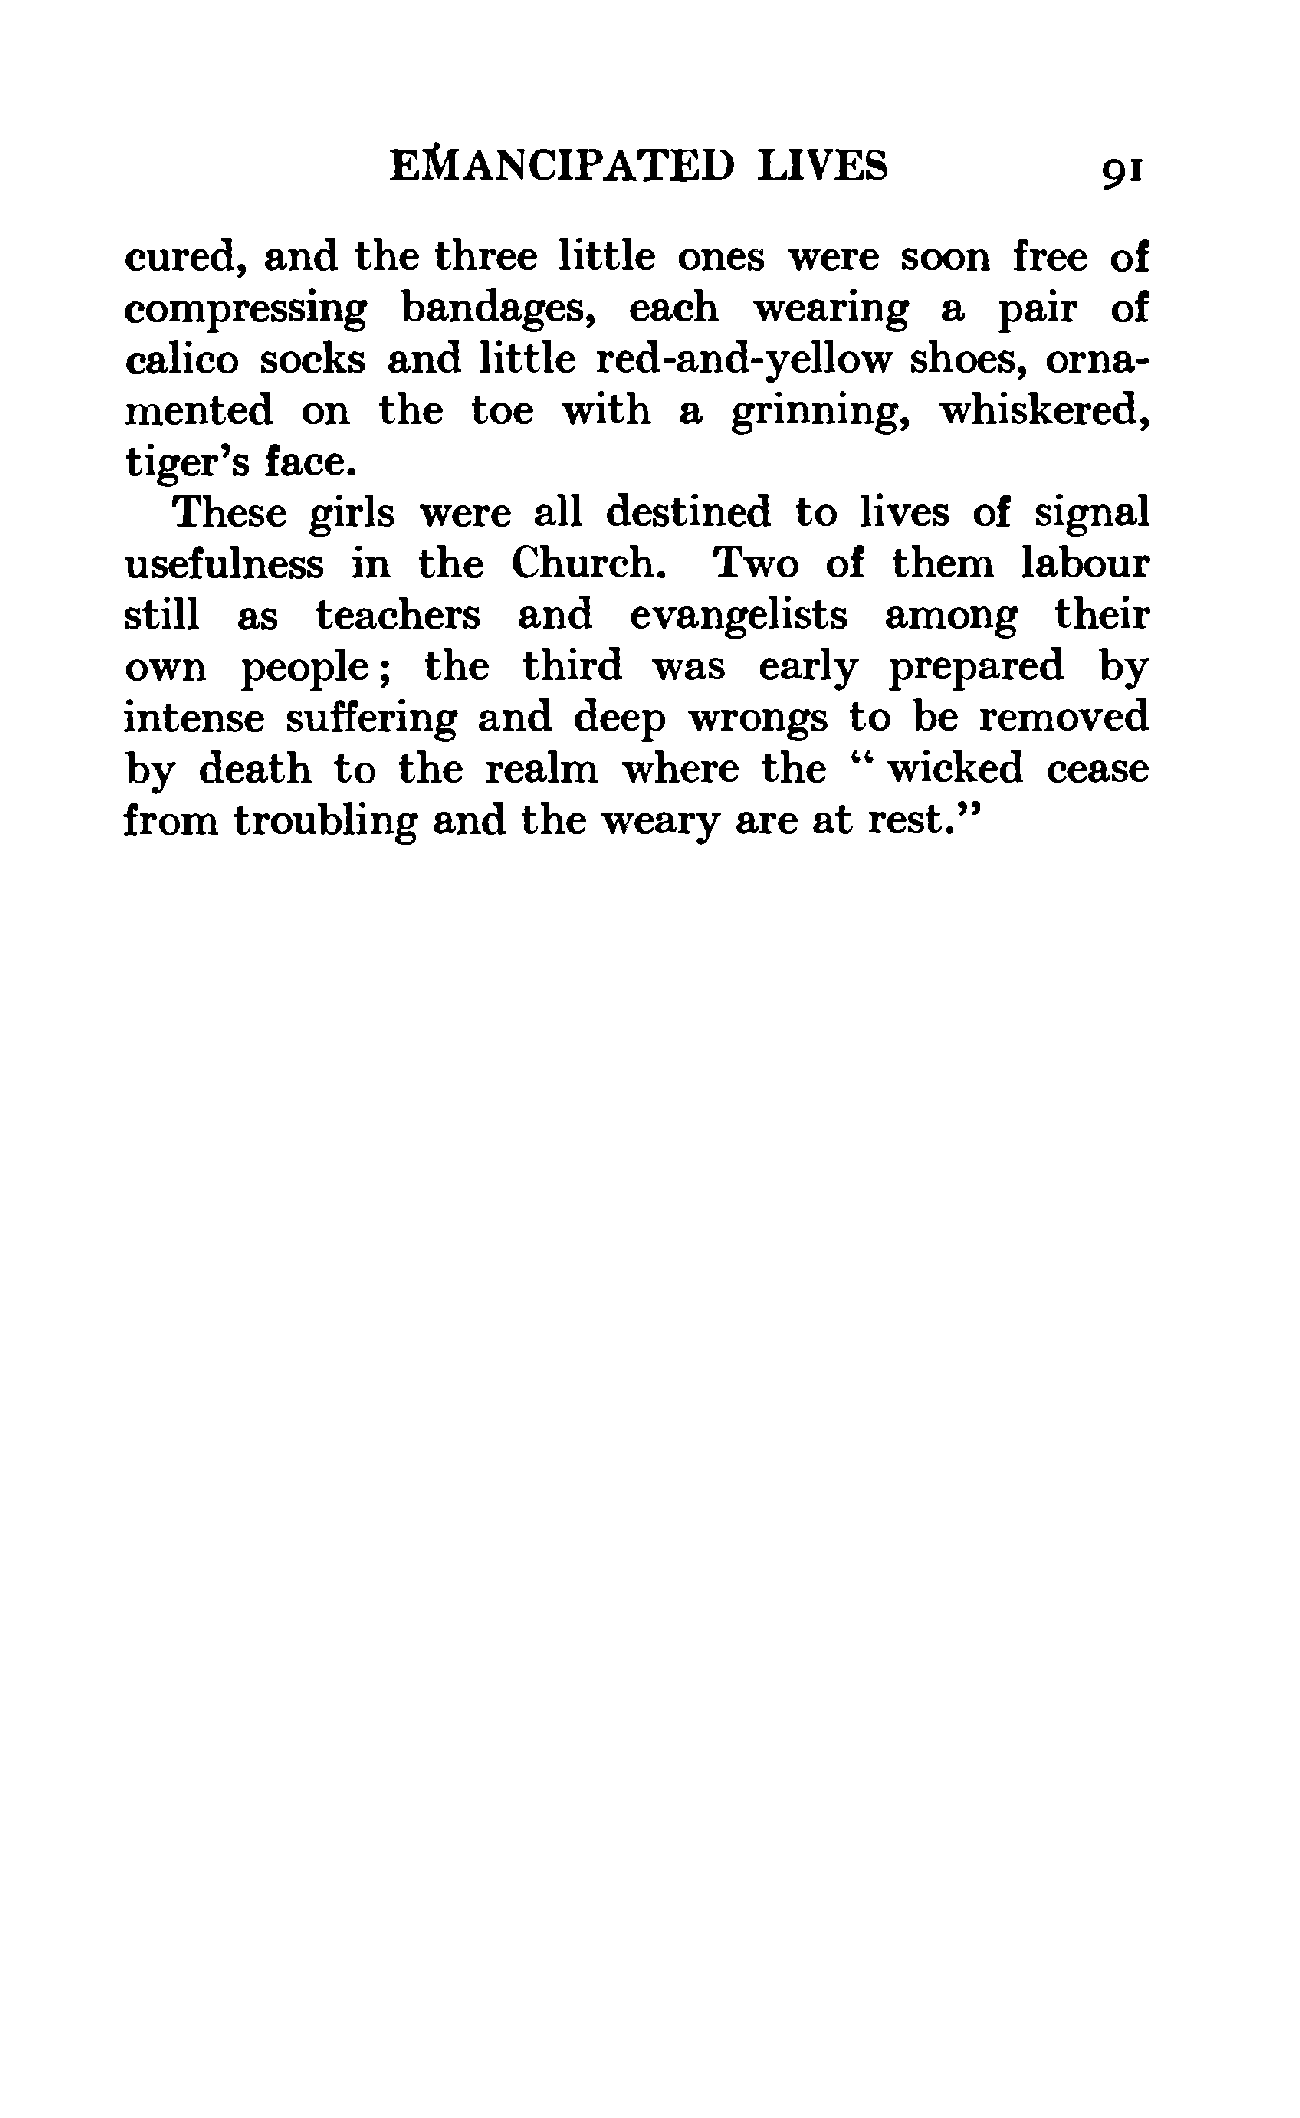 EMANCIPATED LIVES 91
cured, and the three little ones were soon free of
compressing bandages, each wearing a pair of
calico socks and little red-and-yellow shoes, orna-
mented on the toe with a grinning, whiskered,
tiger's face.
These girls were all destined to lives of signal
usefulness in the Church. Two of them labour
still as teachers and evangelists among their
own people ; the third was early prepared by
intense suffering and deep wrongs to be removed
by death to the realm where the “ wicked cease
from troubling and the weary are at rest.”